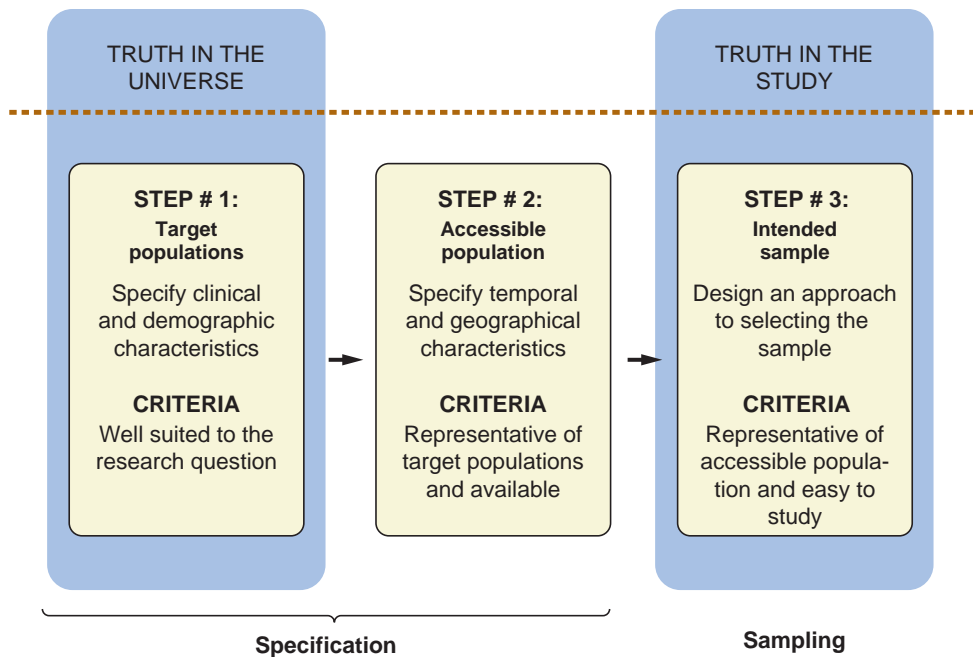 TRUTH IN THE
UNIVERSE
TRUTH IN THE
STUDY
STEP # 1:
Target
populations
Specify clinical
and demographic
characteristics
CRITERIA
Well suited to the
research question
STEP # 2:
Accessible
population
Specify temporal
and geographical
characteristics
CRITERIA
Representative of
target populations
and available
STEP # 3:
Intended
sample
Design an approach
to selecting the
sample
CRITERIA
Representative of
accessible popula-
tion and easy to
study
Specification
Sampling